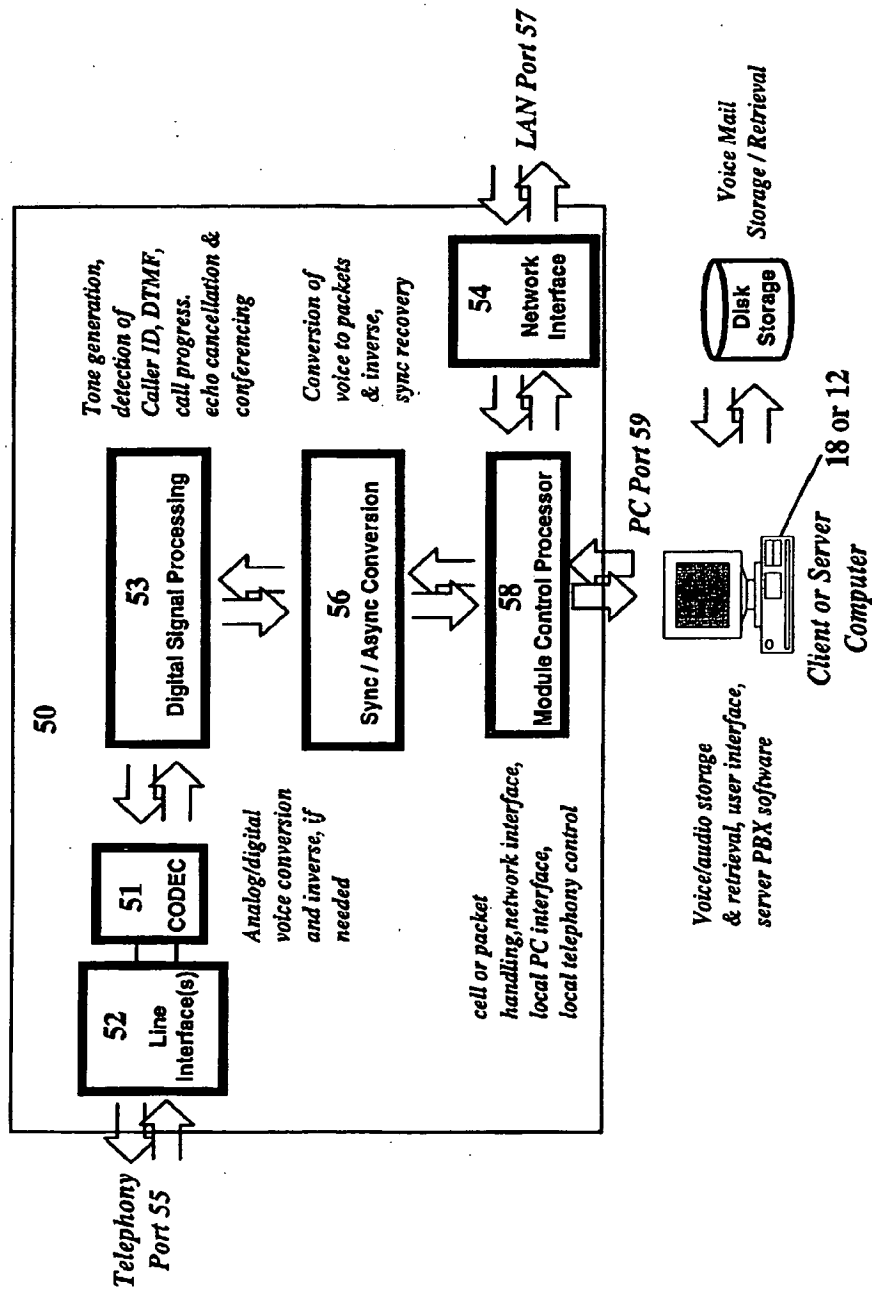 50
Telephony
Port 55
52
Line
Interface(s)
51
CODEC
Analog/digital
voice conversion
and inverse, if
needed
53
Digital Signal Processing
Tone generation,
detection of
Caller ID, DTMF,
call progress.
echo cancellation &
conferencing
56
Sync / Async Conversion
Conversion of
voice to packets
& inverse,
sync recovery
cell or packet
handling,network interface,
local PC interface,
local telephony control
58
Module Control Processor
54
Network
Interface
LAN Port 57
PC Port 59
Voice/audio storage
& retrieval, user interface,
server PBX software
18 or 12
Client or Server
Computer
Disk
Storage
Voice Mail
Storage / Retrieval